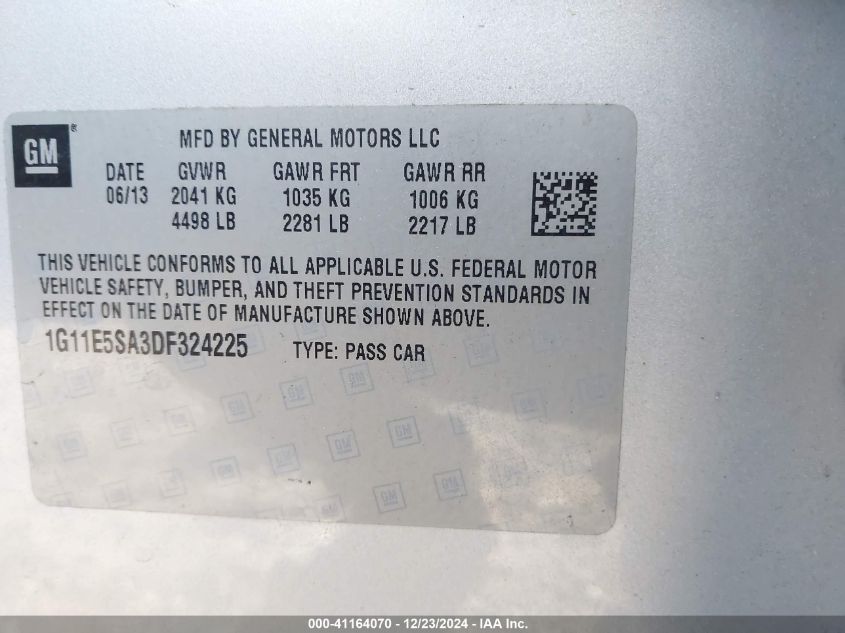 GM ®
MFD BY GENERAL MOTORS LLC
DATE GVWR GAWR FRT GAWR RR
06/13 2041 KG 1035 KG 1006 KG
4498 LB 2281 LB 2217 LB
THIS VEHICLE CONFORMS TO ALL APPLICABLE U.S. FEDERAL MOTOR
VEHICLE SAFETY, BUMPER, AND THEFT PREVENTION STANDARDS IN
EFFECT ON THE DATE OF MANUFACTURE SHOWN ABOVE.
1G11E5SA3DF324225 TYPE: PASS CAR
000-41164070 - 12/23/2024 - IAA Inc.